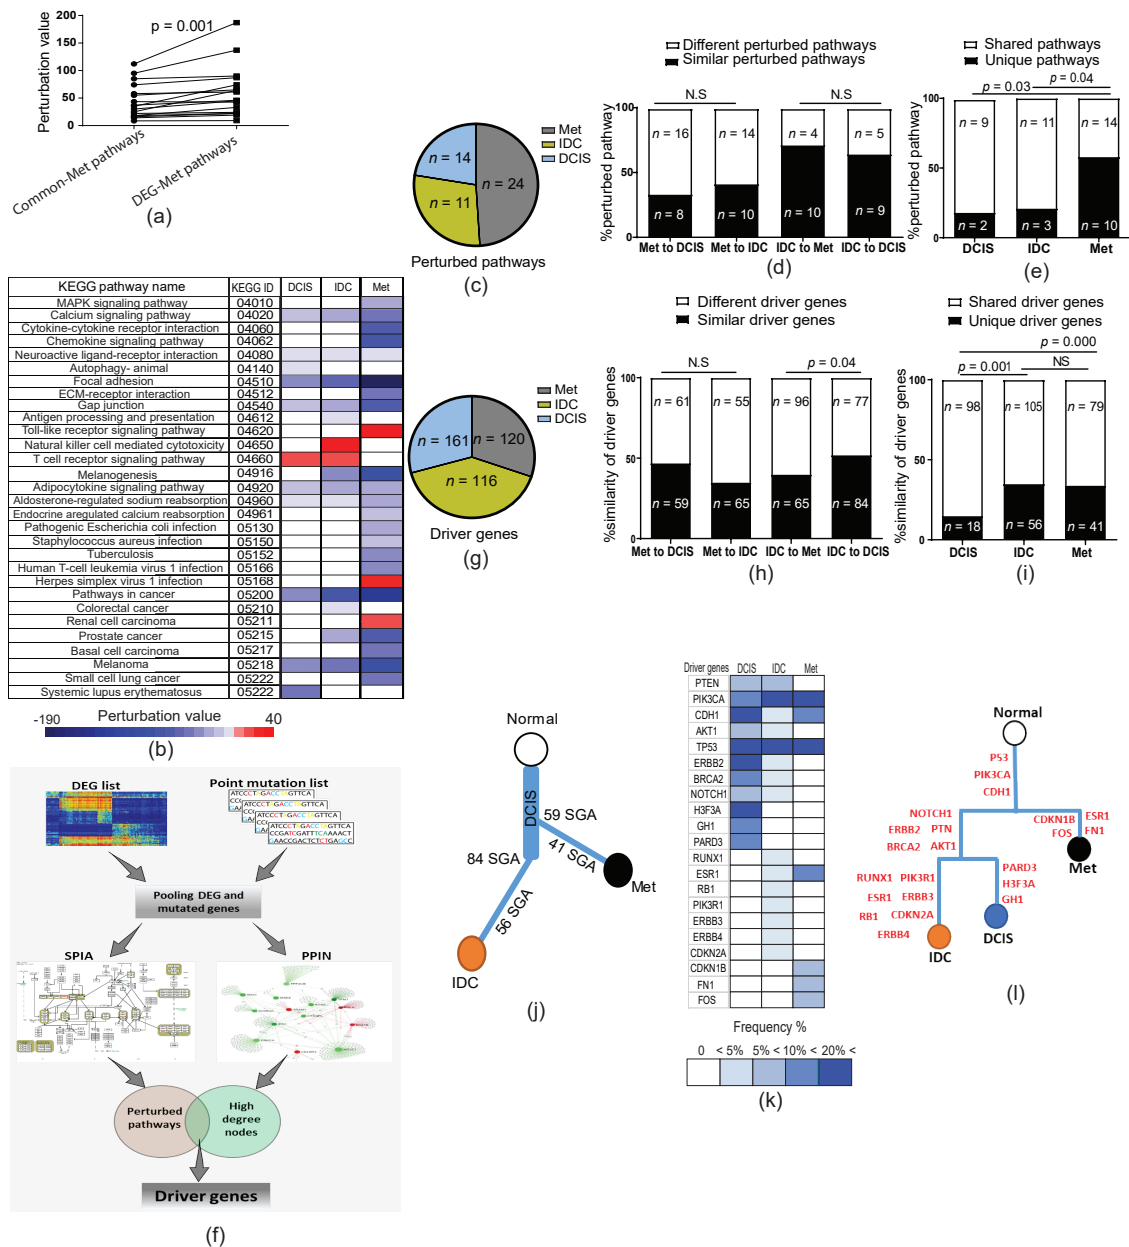 200
150
100
50
0
Perturbation value
p = 0.001
Common-Met pathways
DEG-Met pathways
(a)
KEGG pathway name KEGG ID DCIS IDC Met
MAPK signaling pathway 04010
Calcium signaling pathway 04020
Cytokine-cytokine receptor interaction 04060
Chemokine signaling pathway 04062
Neuroactive ligand-receptor interaction 04080
Autophagy- animal 04140
Focal adhesion 04510
ECM-receptor interaction 04512
Gap junction 04540
Antigen processing and presentation 04612
Toll-like receptor signaling pathway 04620
Natural killer cell mediated cytotoxicity 04650
T cell receptor signaling pathway 04660
Melanogenesis 04916
Adipocytokine signaling pathway 04920
Aldosterone-regulated sodium reabsorption 04960
Endocrine aregulated calcium reabsorption 04961
Pathogenic Escherichia coli infection 05130
Staphylococcus aureus infection 05150
Tuberculosis 05152
Human T-cell leukemia virus 1 infection 05166
Herpes simplex virus 1 infection 05168
Pathways in cancer 05200
Colorectal cancer 05210
Renal cell carcinoma 05211
Prostate cancer 05215
Basal cell carcinoma 05217
Melanoma 05218
Small cell lung cancer 05222
Systemic lupus erythematosus 05222
-190 Perturbation value 40
(b)
Met
IDC
DCIS
n = 14
n = 24
n = 11
Perturbed pathways
(c)
Different perturbed pathways
Similar perturbed pathways
N.S N.S
%perturbed pathway
100
50
0
n = 16 n = 14 n = 4 n = 5
n = 8 n = 10 n = 10 n = 9
Met to DCIS Met to IDC IDC to Met IDC to DCIS
(d)
Shared pathways
Unique pathways
p = 0.04
p = 0.03
%perturbed pathway
100
50
0
n = 9 n = 11 n = 14
n = 2 n = 3 n = 10
DCIS IDC Met
(e)
DEG list
Point mutation list
ATCCCTAGACCTAGTTCA
ATCCCTAGACCTAGTTCA
ATCCCTAGACCTAGTTCA
ATCCCTAGACCTAGTTCA
CCGATCGATTTCAAAACT
GAACCGACTCTCTGAGCC
Pooling DEG and
mutated genes
SPIA
PPIN
Perturbed
pathways
High
degree
nodes
Driver genes
(f)
Met
IDC
DCIS
n = 161
n = 120
n = 116
Driver genes
(g)
Different driver genes
Similar driver genes
N.S
p = 0.04
%similarity of driver genes
100
50
0
n = 61 n = 55 n = 96 n = 77
n = 59 n = 65 n = 65 n = 84
Met to DCIS Met to IDC IDC to Met IDC to DCIS
(h)
Shared driver genes
Unique driver genes
p = 0.000
p = 0.001
NS
%similarity of driver genes
100
50
0
n = 98 n = 105 n = 79
n = 18 n = 56 n = 41
DCIS IDC Met
(i)
Normal
DCIS
59 SGA
41 SGA
84 SGA
56 SGA
Met
IDC
(j)
Driver genes DCIS IDC Met
PTEN
PIK3CA
CDH1
AKT1
TP53
ERBB2
BRCA2
NOTCH1
H3F3A
GH1
PARD3
RUNX1
ESR1
RB1
PIK3R1
ERBB3
ERBB4
CDKN2A
CDKN1B
FN1
FOS
Frequency %
0 < 5% 5% < 10% < 20% <
(k)
Normal
P53
PIK3CA
CDH1
NOTCH1
ERBB2 PTN
BRCA2 AKT1
CDKN1B ESR1
FOS FN1
Met
RUNX1 PIK3R1
ESR1 ERBB3
RB1 CDKN2A
ERBB4
PARD3
H3F3A
GH1
IDC
DCIS
(l)